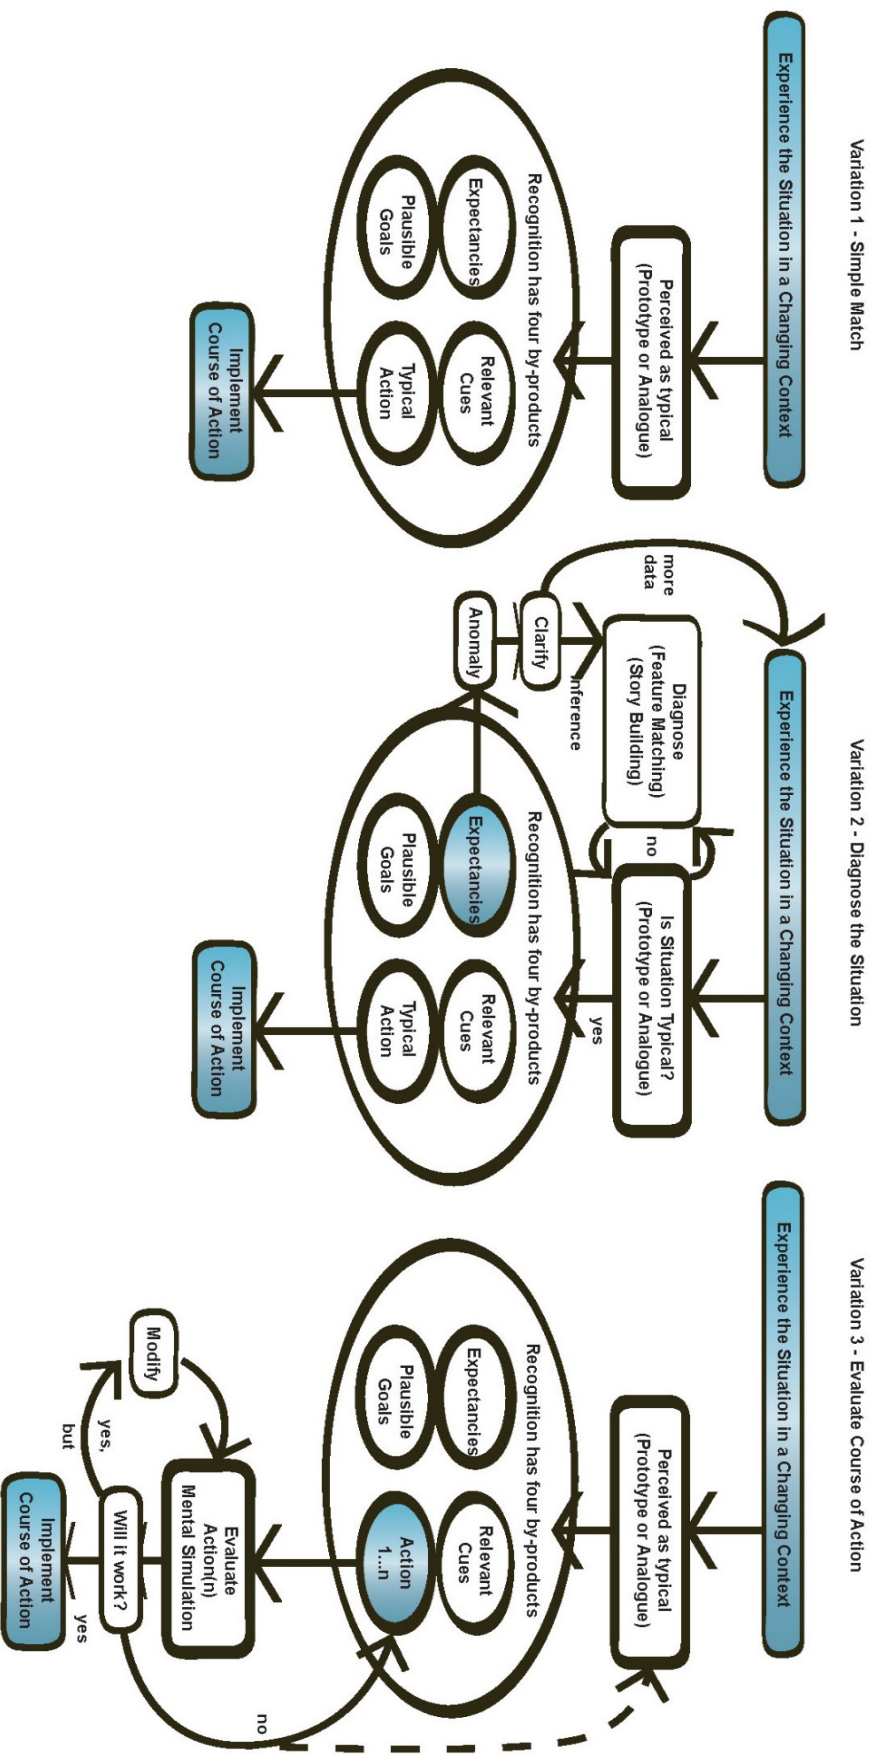 Variation 1 - Simple Match
Experience the Situation in a Changing Context
Perceived as typical
(Prototype or Analogue)
Recognition has four by-products
Expectancies
Relevant
Cues
Plausible
Goals
Typical
Action
Implement
Course of Action
Variation 2 - Diagnose the Situation
Experience the Situation in a Changing Context
more
data
Diagnose
(Feature Matching)
(Story Building)
no
Is Situation Typical?
(Prototype or Analogue)
Clarify
inference
yes
Anomaly
Recognition has four by-products
Expectancies
Relevant
Cues
Plausible
Goals
Typical
Action
Implement
Course of Action
Variation 3 - Evaluate Course of Action
Experience the Situation in a Changing Context
Perceived as typical
(Prototype or Analogue)
Recognition has four by-products
Expectancies
Relevant
Cues
Plausible
Goals
Action
1...n
Evaluate
Action(n)
Mental Simulation
Modify
yes,
but
Will it work?
no
yes
Implement
Course of Action